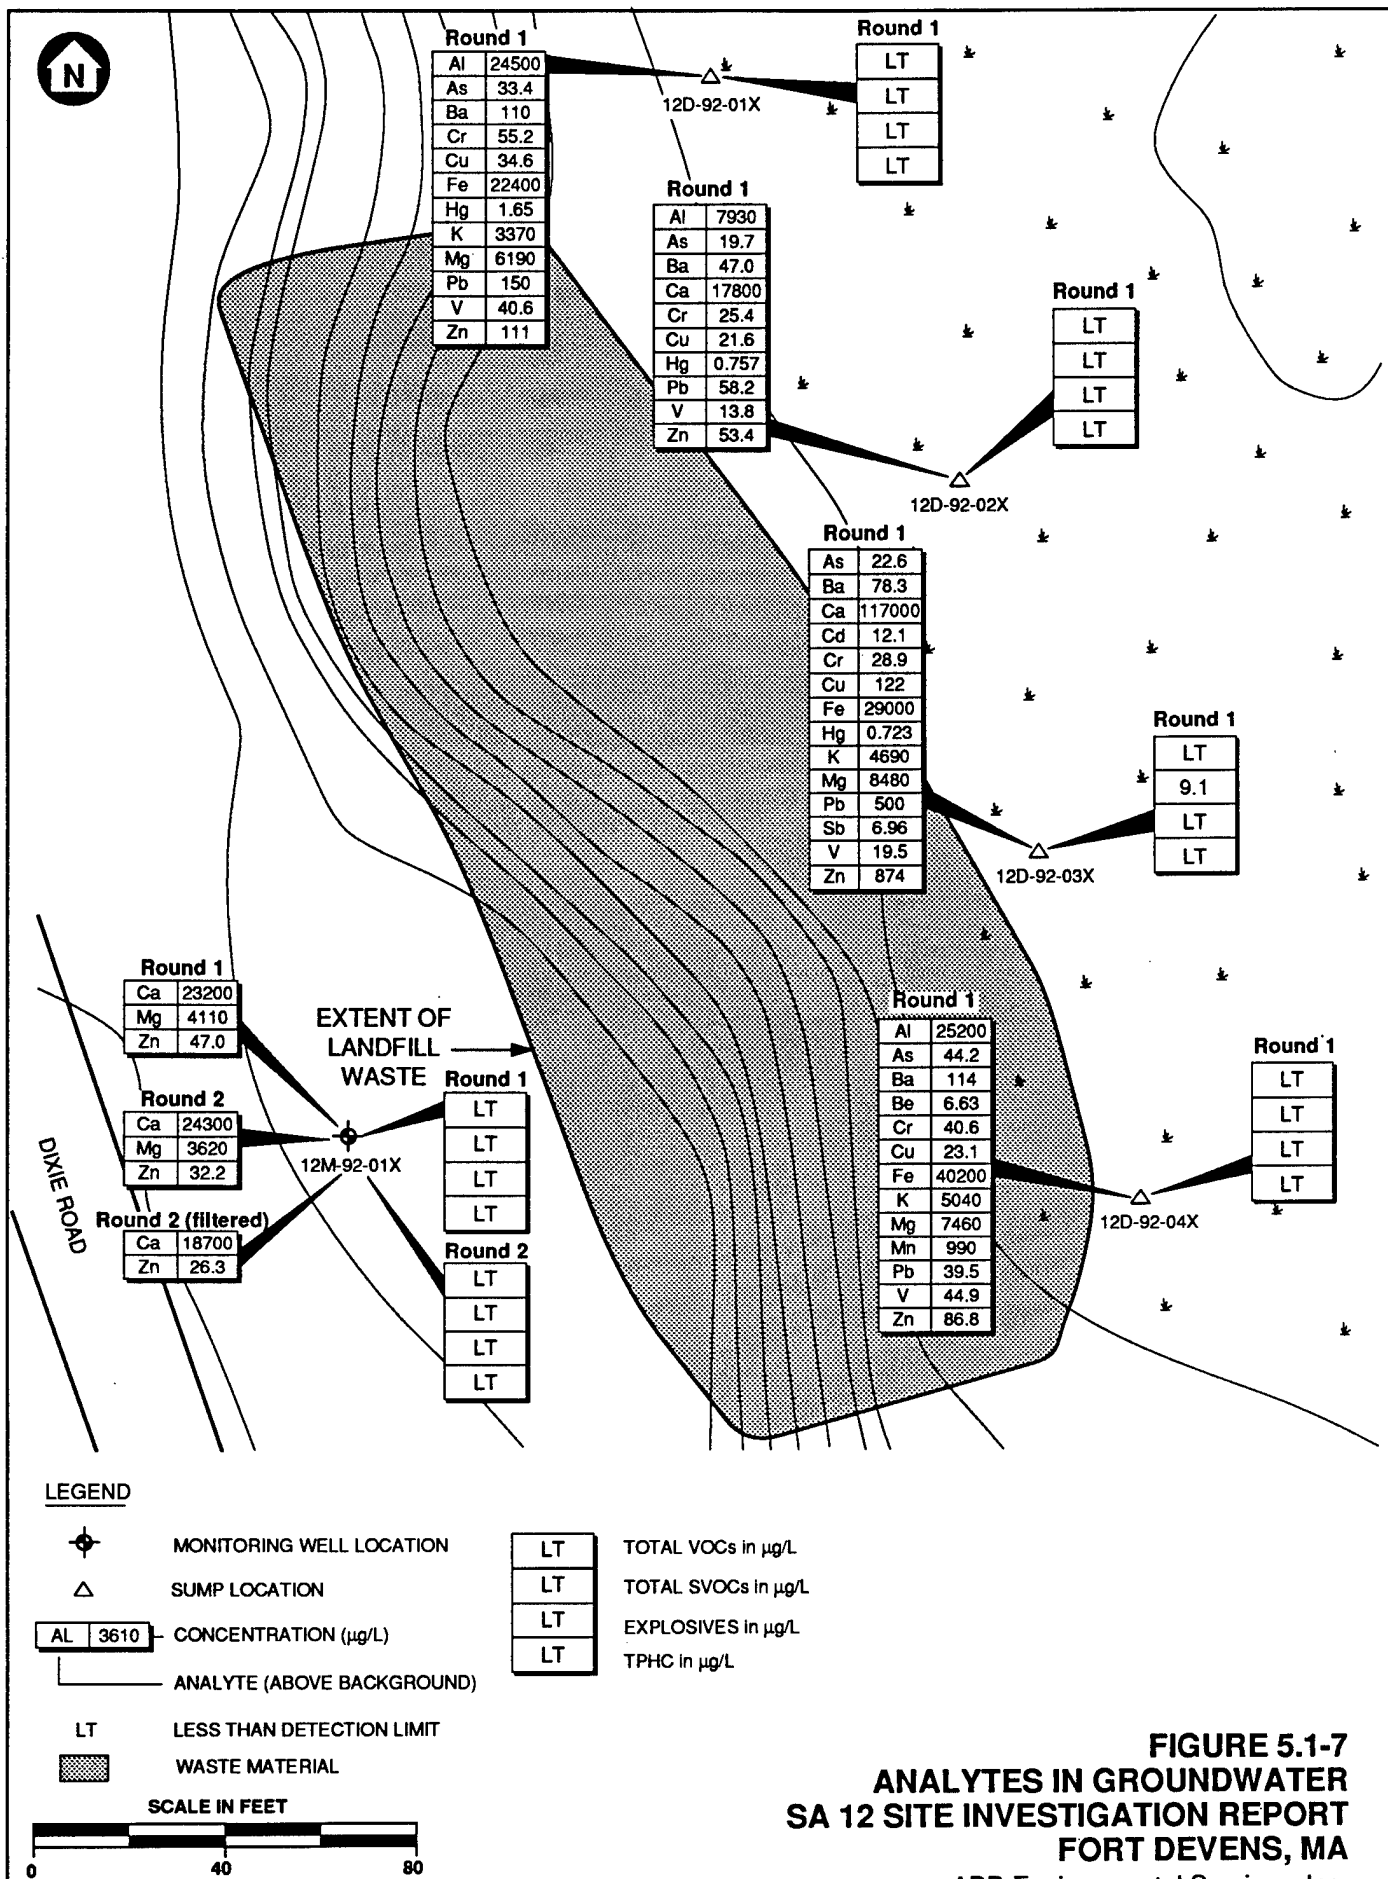 N
Round 1
Al 24500
As 33.4
Ba 110
Cr 55.2
Cu 34.6
Fe 22400
Hg 1.65
K 3370
Mg 6190
Pb 150
V 40.6
Zn 111
12D-92-01X
Round 1
LT
LT
LT
LT
Round 1
Al 7930
As 19.7
Ba 47.0
Ca 17800
Cr 25.4
Cu 21.6
Hg 0.757
Pb 58.2
V 13.8
Zn 53.4
12D-92-02X
Round 1
LT
LT
LT
LT
Round 1
As 22.6
Ba 78.3
Ca 117000
Cd 12.1
Cr 28.9
Cu 122
Fe 29000
Hg 0.723
K 4690
Mg 8480
Pb 500
Sb 6.96
V 19.5
Zn 874
12D-92-03X
Round 1
LT
9.1
LT
LT
Round 1
Ca 23200
Mg 4110
Zn 47.0
Round 2
Ca 24300
Mg 3620
Zn 32.2
Round 2 (filtered)
Ca 18700
Zn 26.3
DIXIE ROAD
12M-92-01X
EXTENT OF
LANDFILL
WASTE
Round 1
LT
LT
LT
LT
Round 2
LT
LT
LT
LT
Round 1
Al 25200
As 44.2
Ba 114
Be 6.63
Cr 40.6
Cu 23.1
Fe 40200
K 5040
Mg 7460
Mn 990
Pb 39.5
V 44.9
Zn 86.8
12D-92-04X
Round 1
LT
LT
LT
LT
LEGEND
MONITORING WELL LOCATION
SUMP LOCATION
AL 3610 CONCENTRATION (µg/L)
ANALYTE (ABOVE BACKGROUND)
LT LESS THAN DETECTION LIMIT
WASTE MATERIAL
LT TOTAL VOCs in µg/L
LT TOTAL SVOCs in µg/L
LT EXPLOSIVES in µg/L
LT TPHC in µg/L
SCALE IN FEET
0 40 80
FIGURE 5.1-7
ANALYTES IN GROUNDWATER
SA 12 SITE INVESTIGATION REPORT
FORT DEVENS, MA